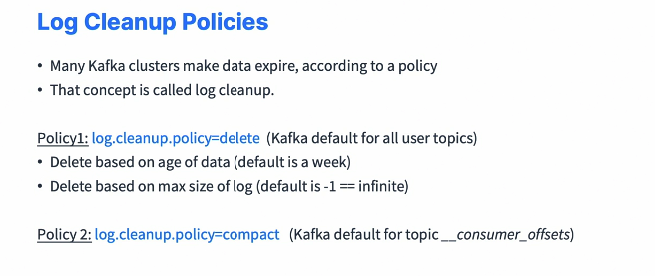 Log Cleanup Policies
• Many Kafka clusters make data expire, according to a policy
• That concept is called log cleanup.
Policy1: log.cleanup.policy=delete (Kafka default for all user topics)
• Delete based on age of data (default is a week)
• Delete based on max size of log (default is -1 == infinite)
Policy 2: log.cleanup.policy=compact (Kafka default for topic __consumer_offsets)